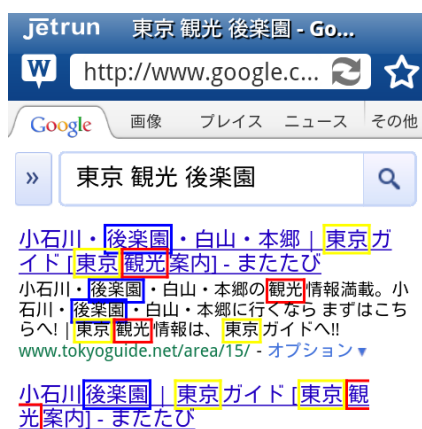 jetrun 東京 観光 後楽園 - Go...
W http://www.google.c...
Google 画像 プレイス ニュース その他
» 東京 観光 後楽園
小石川・後楽園・白山・本郷 | 東京ガ
イド [東京観光案内] - またたび
小石川・後楽園・白山・本郷の観光情報満載。小
石川・後楽園・白山・本郷に行くなら まずはこち
らへ! | 東京観光情報は、 東京ガイドへ!!
www.tokyoguide.net/area/15/ - オプション▼
小石川後楽園 | 東京ガイド [東京観
光案内] - またたび